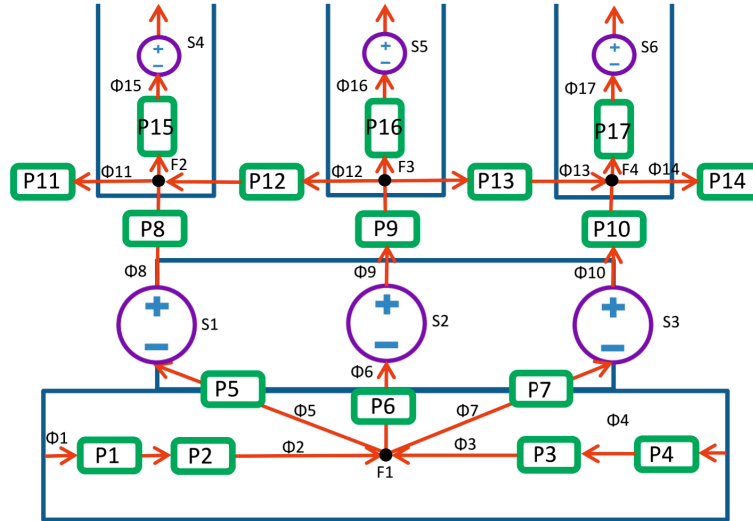 S4
S5
S6
+
−
+
−
+
−
Φ15
Φ16
Φ17
P15
P16
P17
F2
F3
F4
P11
Φ11
P12
Φ12
P13
Φ13
Φ14
P14
P8
P9
P10
Φ8
Φ9
Φ10
+
−
S1
+
−
S2
+
−
S3
Φ6
P5
P6
P7
Φ5
Φ7
Φ4
Φ1
P1
P2
Φ2
Φ3
P3
P4
F1